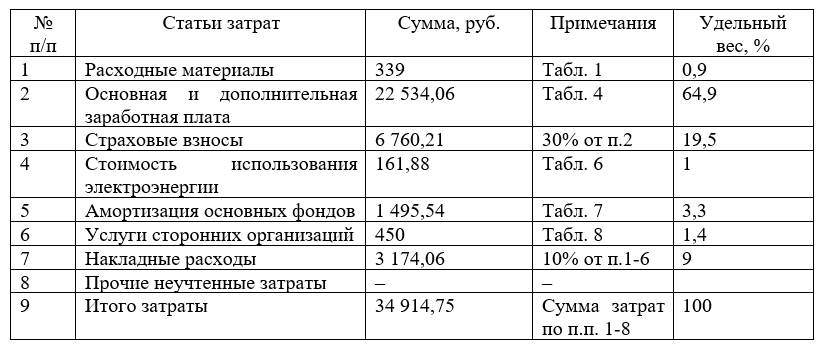 № п/п Статьи затрат Сумма, руб. Примечания Удельный вес, %
1 Расходные материалы 339 Табл. 1 0,9
2 Основная и дополнительная заработная плата 22 534,06 Табл. 4 64,9
3 Страховые взносы 6 760,21 30% от п.2 19,5
4 Стоимость использования электроэнергии 161,88 Табл. 6 1
5 Амортизация основных фондов 1 495,54 Табл. 7 3,3
6 Услуги сторонних организаций 450 Табл. 8 1,4
7 Накладные расходы 3 174,06 10% от п.1-6 9
8 Прочие неучтенные затраты – –
9 Итого затраты 34 914,75 Сумма затрат по п.п. 1-8 100